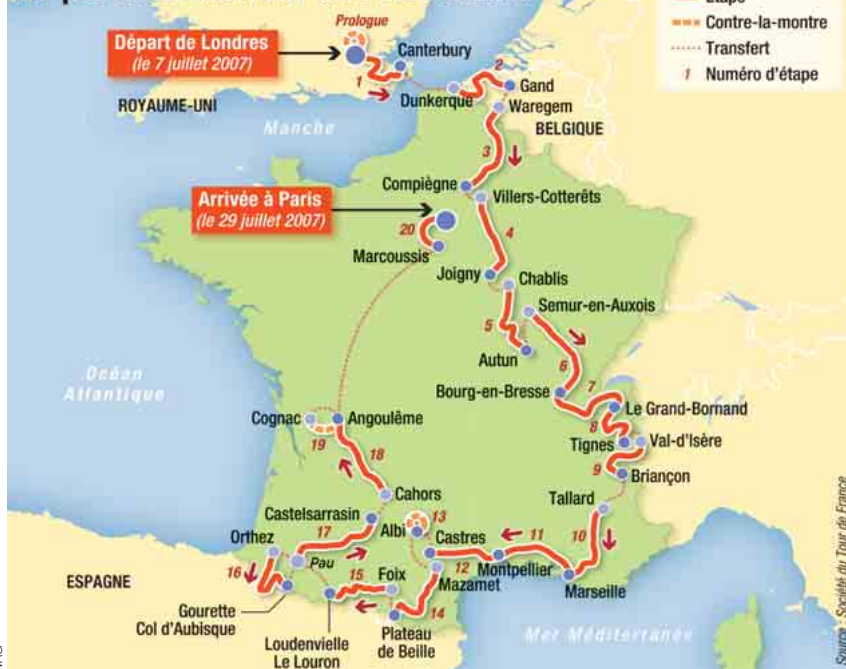 Étape
Contre-la-montre
Transfert
1 Numéro d'étape
Prologue
Départ de Londres
(le 7 juillet 2007)
Canterbury
1
2
Gand
Dunkerque
Waregem
ROYAUME-UNI
BELGIQUE
Manche
3
Compiègne
Villers-Cotterêts
Arrivée à Paris
(le 29 juillet 2007)
20
4
Marcoussis
Joigny
Chablis
Semur-en-Auxois
5
Autun
6
Océan
Atlantique
Bourg-en-Bresse
7
Le Grand-Bornand
8
Cognac
Angoulême
19
Tignes
Val-d'Isère
18
9
Briançon
Cahors
Tallard
Castelsarrasin
13
Albi
17
Castres
11
10
Orthez
Pau
12
Montpellier
16
15
Foix
Mazamet
Marseille
ESPAGNE
14
Gourette
Col d'Aubisque
Loudenvielle
Le Louron
Plateau
de Beille
Mer Méditerranée
Source : Société du Tour de France